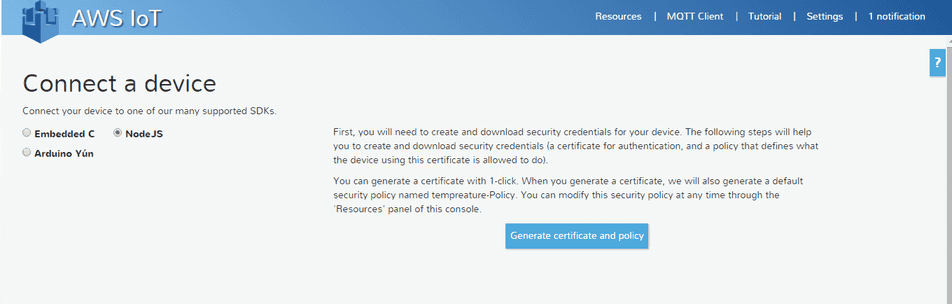 AWS IoT
Resources | MQTT Client | Tutorial | Settings | 1 notification
?
Connect a device
Connect your device to one of our many supported SDKs.
Embedded C NodeJS
Arduino Yún
First, you will need to create and download security credentials for your device. The following steps will help
you to create and download security credentials (a certificate for authentication, and a policy that defines what
the device using this certificate is allowed to do).
You can generate a certificate with 1-click. When you generate a certificate, we will also generate a default
security policy named tempreature-Policy. You can modify this security policy at any time through the
'Resources' panel of this console.
Generate certificate and policy